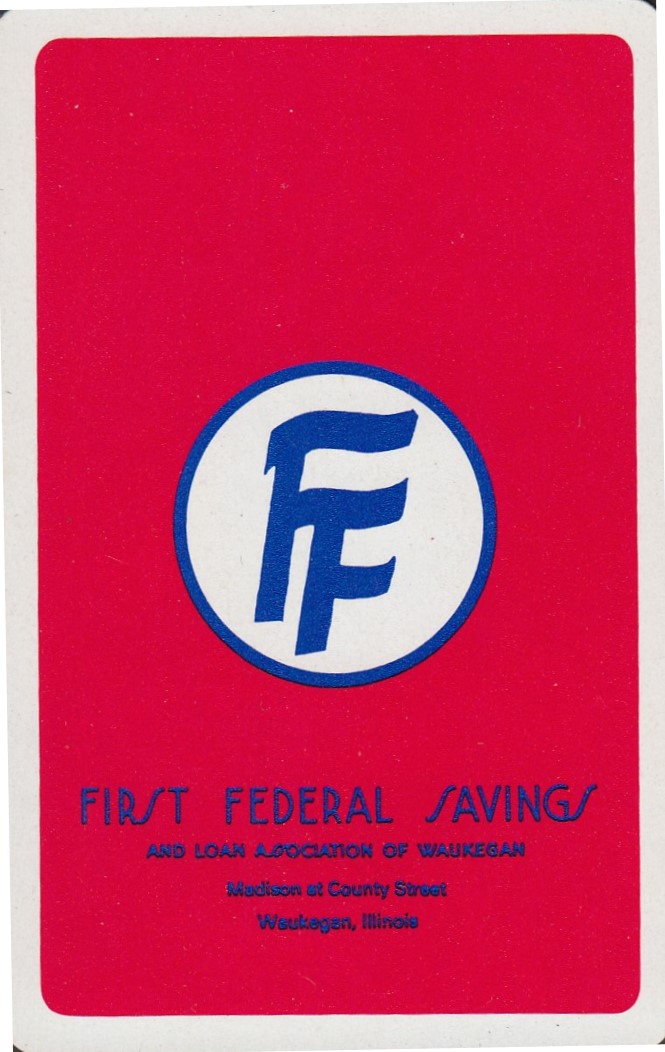 FF
FIRST FEDERAL SAVINGS
AND LOAN ASSOCIATION OF WAUKEGAN
Madison at County Street
Waukegan, Illinois